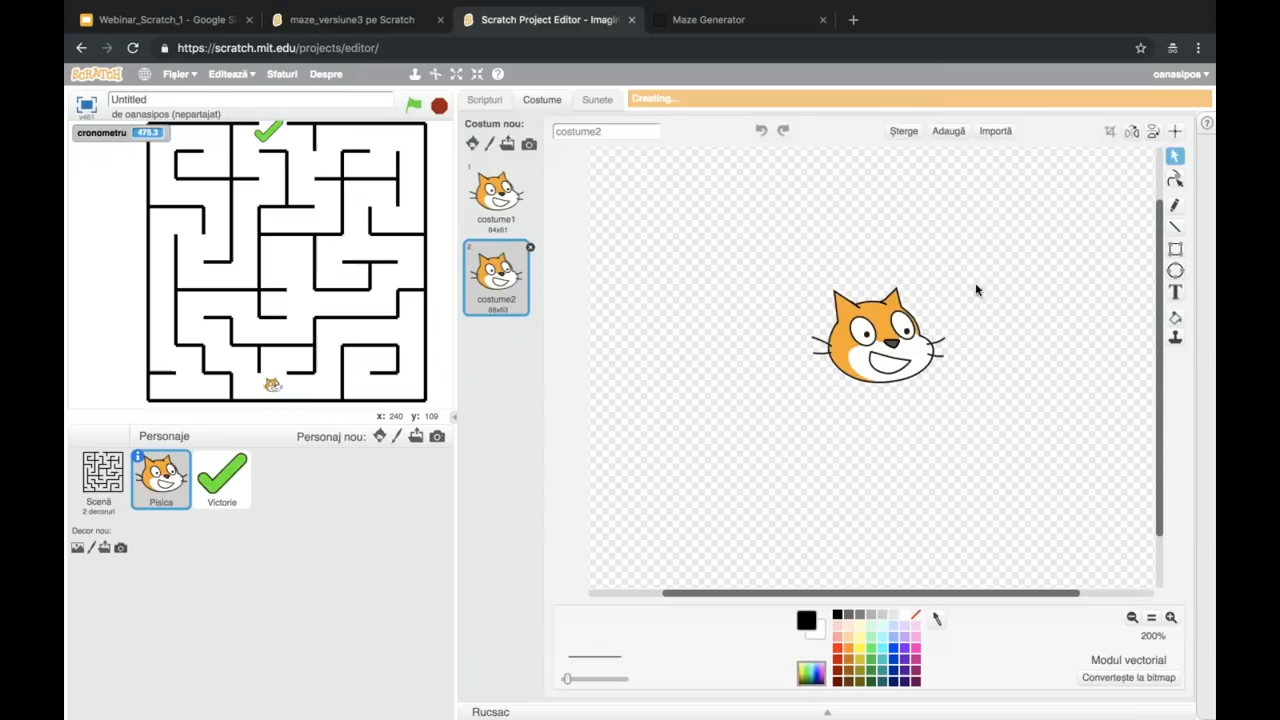 Webinar_Scratch_1 - Google Sl
maze_versiune3 pe Scratch
Scratch Project Editor - Imagin
Maze Generator
https://scratch.mit.edu/projects/editor/
SCRATCH
Fișier
Editează
Sfaturi
Despre
oanasipos
v461
Untitled
de oanasipos (nepartajat)
Scripturi
Costume
Sunete
Creating...
cronometru 475.3
Costum nou:
costume2
Șterge
Adaugă
Importă
1
costume1
84x61
2
costume2
88x63
T
x: 240 y: 109
Personaje
Personaj nou:
Scenă
2 decoruri
Pisica
Victorie
Decor nou:
200%
Modul vectorial
Convertește la bitmap
Rucsac